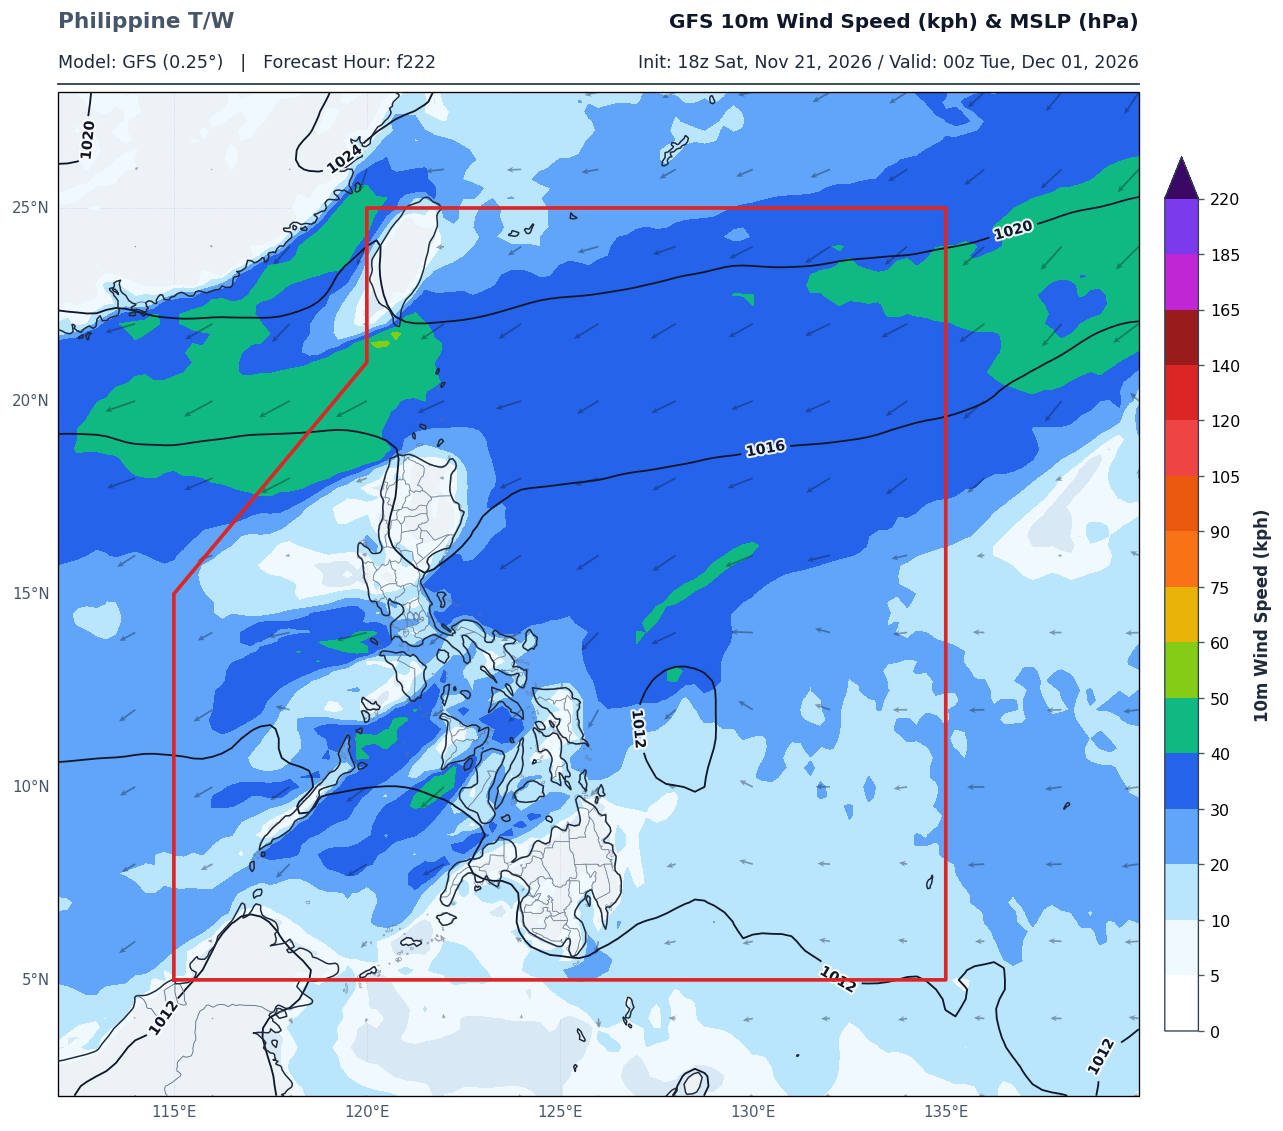 Philippine T/W
GFS 10m Wind Speed (kph) & MSLP (hPa)
Model: GFS (0.25°)   |   Forecast Hour: f222
Init: 18z Sat, Nov 21, 2026 / Valid: 00z Tue, Dec 01, 2026
1020
1024
1020
1016
1012
1012
1012
1012
25°N
20°N
15°N
10°N
5°N
115°E
120°E
125°E
130°E
135°E
220
185
165
140
120
105
90
75
60
50
40
30
20
10
5
0
10m Wind Speed (kph)